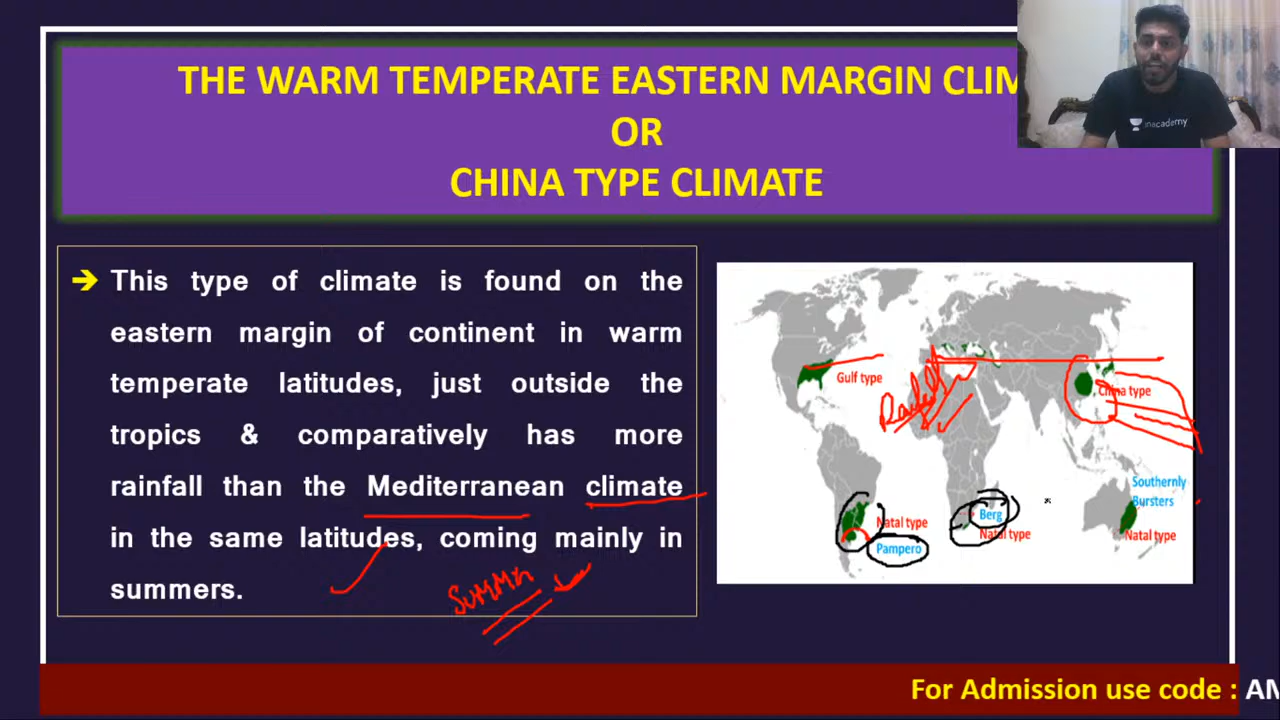 THE WARM TEMPERATE EASTERN MARGIN CLIM
OR
CHINA TYPE CLIMATE
unacademy
➔ This type of climate is found on the
eastern margin of continent in warm
temperate latitudes, just outside the
tropics & comparatively has more
rainfall than the Mediterranean climate
in the same latitudes, coming mainly in
summers.
Gulf type
China type
Southernly
Bursters
Natal type
Pampero
Berg
Natal type
Natal type
For Admission use code : AM